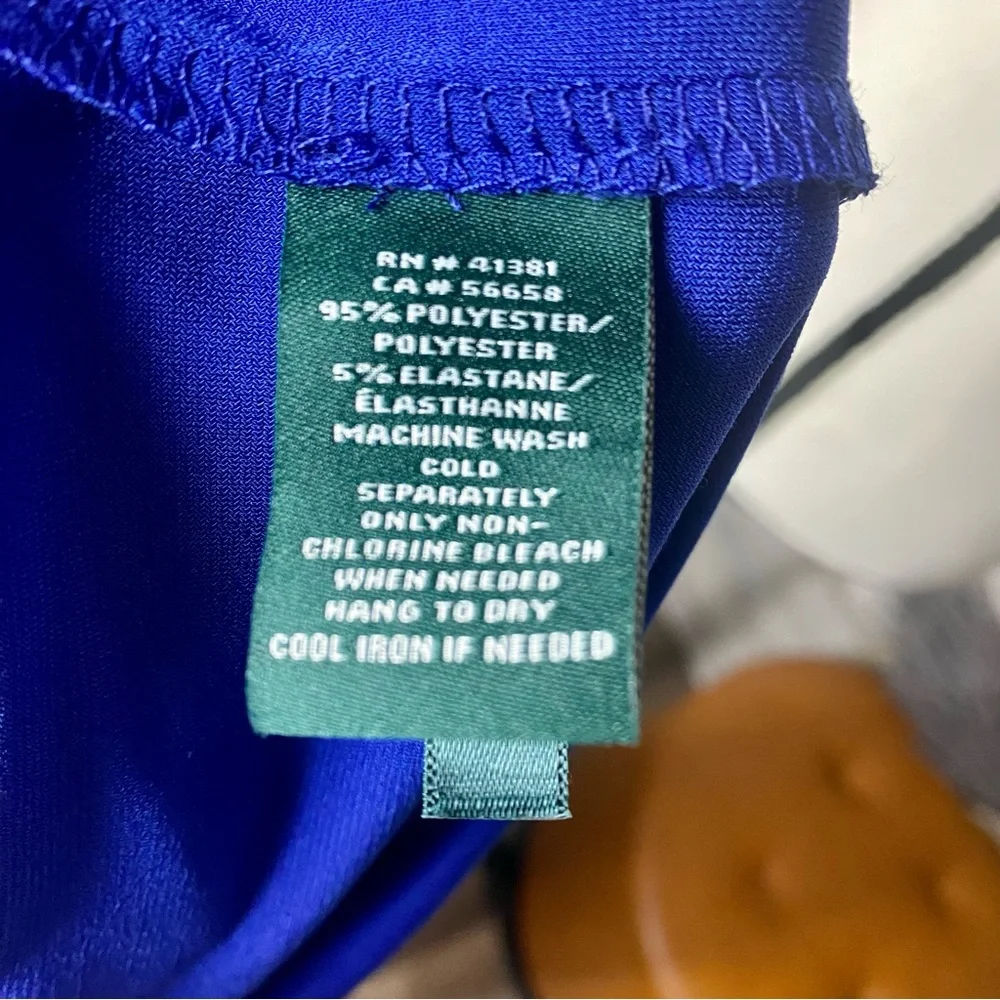 RN # 41381
CA # 56658
95% POLYESTER/
POLYESTER
5% ELASTANE/
ÉLASTHANNE
MACHINE WASH
COLD
SEPARATELY
ONLY NON-
CHLORINE BLEACH
WHEN NEEDED
HANG TO DRY
COOL IRON IF NEEDED